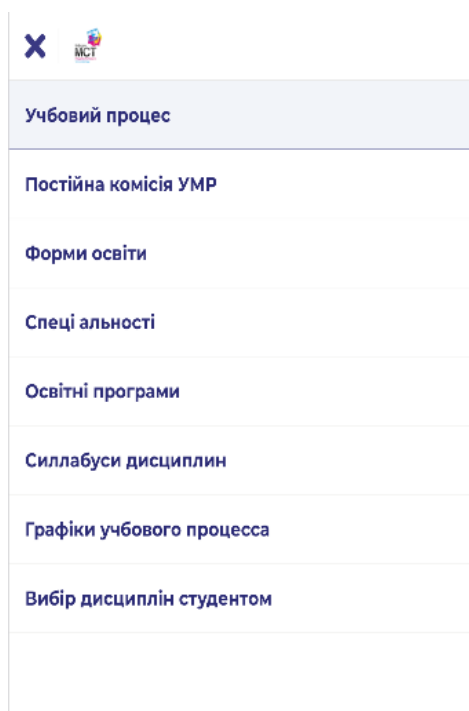 МСТ
Учбовий процес
Постійна комісія УМР
Форми освіти
Спеці альності
Освітні програми
Силлабуси дисциплин
Графіки учбового процесса
Вибір дисциплін студентом